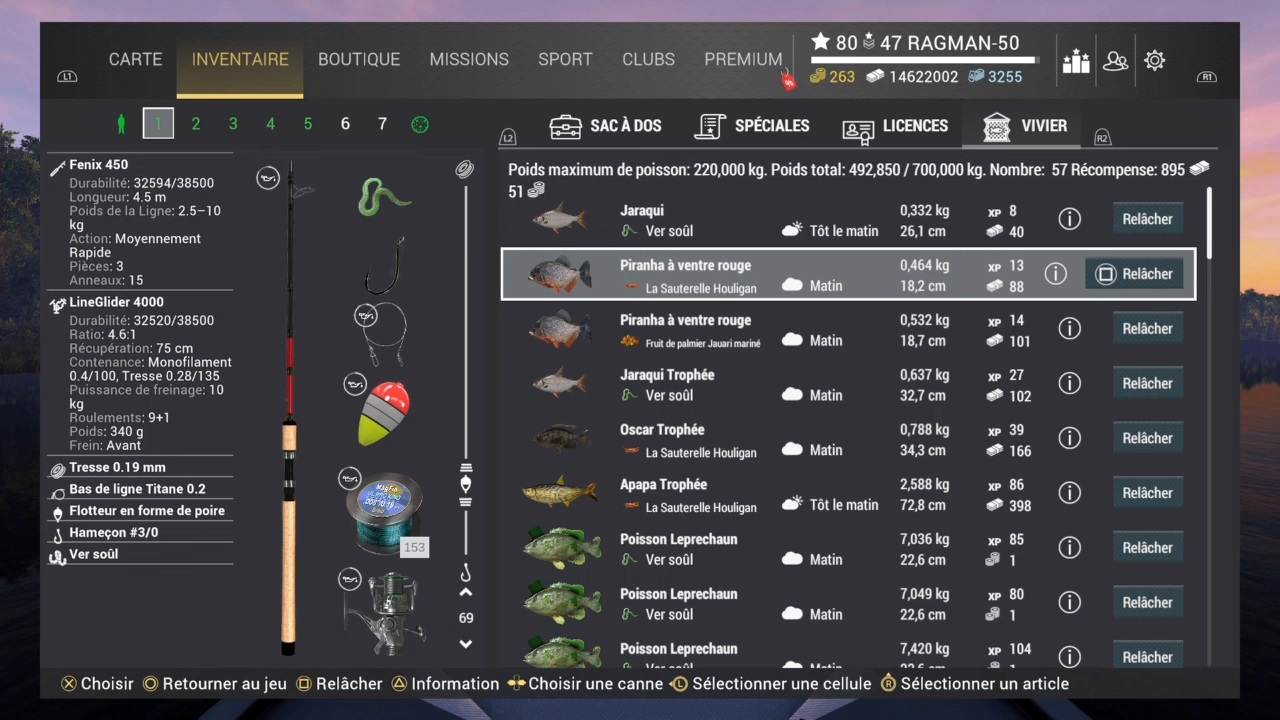 CARTE INVENTAIRE BOUTIQUE MISSIONS SPORT CLUBS PREMIUM
80 47 RAGMAN-50
263 14622002 3255
L1 R1
1 2 3 4 5 6 7
L2 SAC À DOS SPÉCIALES LICENCES VIVIER R2
Fenix 450
Durabilité: 32594/38500
Longueur: 4.5 m
Poids de la Ligne: 2.5–10
kg
Action: Moyennement
Rapide
Pièces: 3
Anneaux: 15
LineGlider 4000
Durabilité: 32520/38500
Ratio: 4.6:1
Récupération: 75 cm
Contenance: Monofilament
0.4/100, Tresse 0.28/135
Puissance de freinage: 10
kg
Roulements: 9+1
Poids: 340 g
Frein: Avant
Tresse 0.19 mm
Bas de ligne Titane 0.2
Flotteur en forme de poire
Hameçon #3/0
Ver soûl
153
69
Poids maximum de poisson: 220,000 kg. Poids total: 492,850 / 700,000 kg. Nombre: 57 Récompense: 895
51
Jaraqui 0,332 kg XP 8
Ver soûl Tôt le matin 26,1 cm 40 Relâcher
Piranha à ventre rouge 0,464 kg XP 13
La Sauterelle Houligan Matin 18,2 cm 88 Relâcher
Piranha à ventre rouge 0,532 kg XP 14
Fruit de palmier Jauari mariné Matin 18,7 cm 101 Relâcher
Jaraqui Trophée 0,637 kg XP 27
Ver soûl Matin 32,7 cm 102 Relâcher
Oscar Trophée 0,788 kg XP 39
La Sauterelle Houligan Matin 34,3 cm 166 Relâcher
Apapa Trophée 2,588 kg XP 86
La Sauterelle Houligan Tôt le matin 72,8 cm 398 Relâcher
Poisson Leprechaun 7,036 kg XP 85
Ver soûl Matin 22,6 cm 1 Relâcher
Poisson Leprechaun 7,049 kg XP 80
Ver soûl Matin 22,6 cm 1 Relâcher
Poisson Leprechaun 7,420 kg XP 104
Ver soûl Matin Relâcher
Choisir Retourner au jeu Relâcher Information Choisir une canne L Sélectionner une cellule R Sélectionner un article